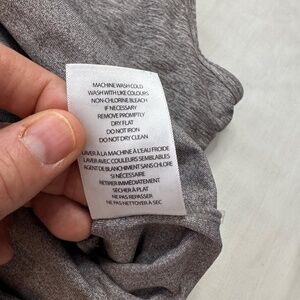 MACHINE WASH COLD
WASH WITH LIKE COLOURS
NON-CHLORINE BLEACH
IF NECESSARY
REMOVE PROMPTLY
DRY FLAT
DO NOT IRON
DO NOT DRY CLEAN
LAVER À LA MACHINE À L'EAU FROIDE
LAVER AVEC COULEURS SEMBLABLES
AGENT DE BLANCHIMENT SANS CHLORE
SI NÉCESSAIRE
RETIRER IMMÉDIATEMENT
SÉCHER À PLAT
NE PAS REPASSER
NE PAS NETTOYER À SEC